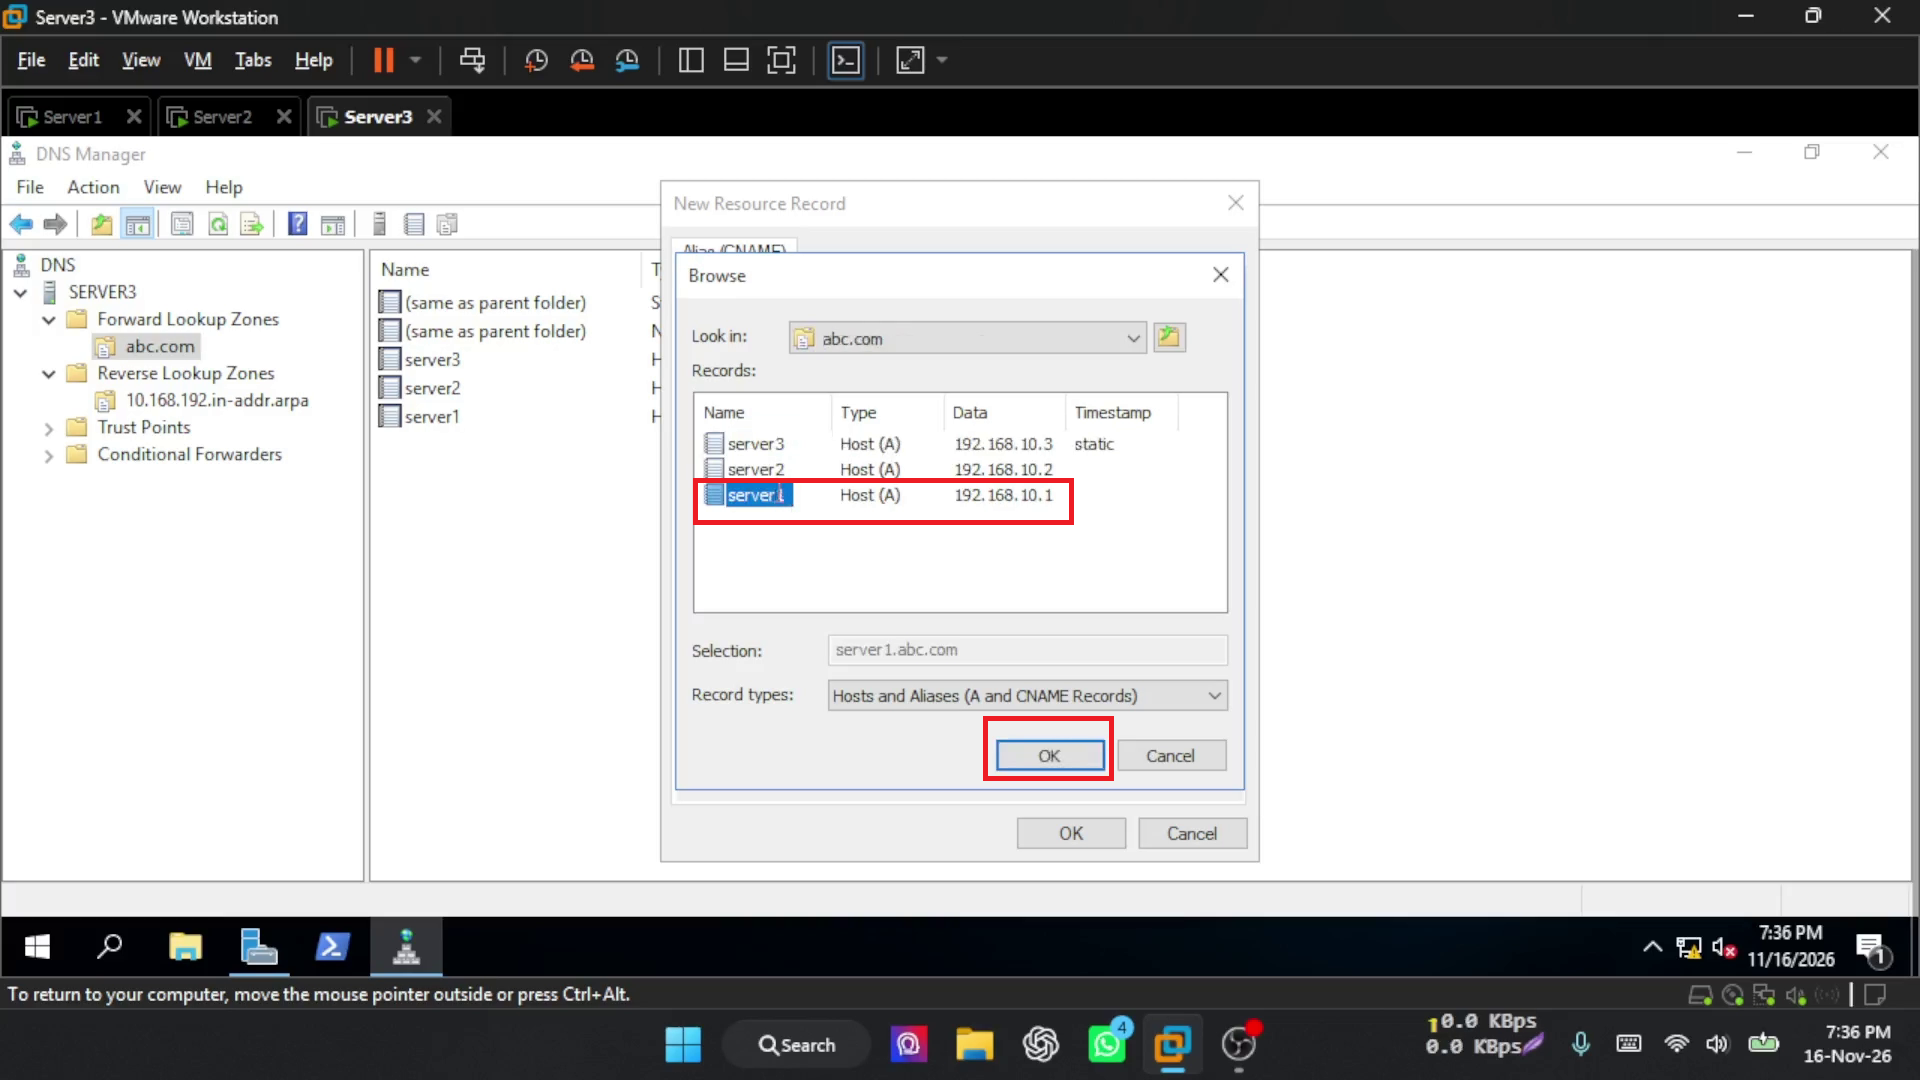 Server3 - VMware Workstation
File Edit View VM Tabs Help
Server1 Server2 Server3
DNS Manager
File Action View Help
DNS
SERVER3
Forward Lookup Zones
abc.com
Reverse Lookup Zones
10.168.192.in-addr.arpa
Trust Points
Conditional Forwarders
Name
(same as parent folder)
(same as parent folder)
server3
server2
server1
New Resource Record
Alias (CNAME)
Browse
Look in: abc.com
Records:
Name Type Data Timestamp
server3 Host (A) 192.168.10.3 static
server2 Host (A) 192.168.10.2
server1 Host (A) 192.168.10.1
Selection: server1.abc.com
Record types: Hosts and Aliases (A and CNAME Records)
OK Cancel
OK Cancel
7:36 PM
11/16/2026
1
To return to your computer, move the mouse pointer outside or press Ctrl+Alt.
Search
4
0.0 KBps
0.0 KBps
7:36 PM
16-Nov-26